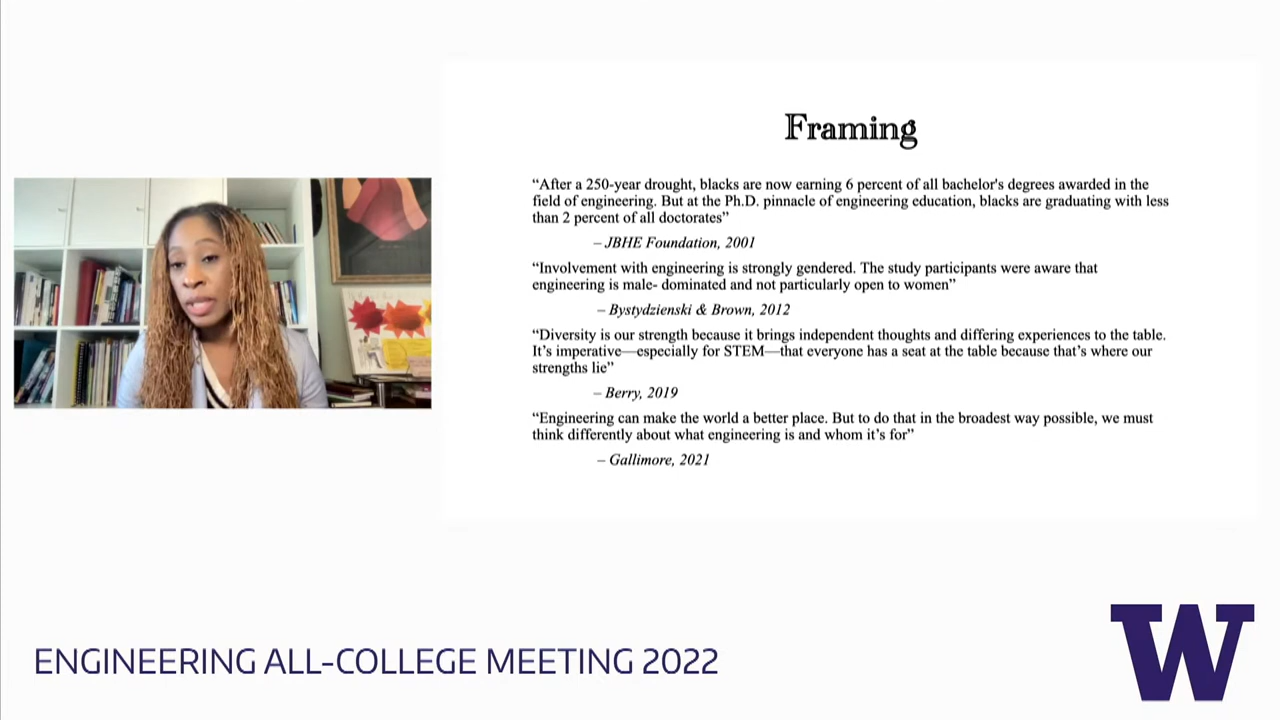 Framing
“After a 250-year drought, blacks are now earning 6 percent of all bachelor's degrees awarded in the
field of engineering. But at the Ph.D. pinnacle of engineering education, blacks are graduating with less
than 2 percent of all doctorates”
– JBHE Foundation, 2001
“Involvement with engineering is strongly gendered. The study participants were aware that
engineering is male- dominated and not particularly open to women”
– Bystydzienski & Brown, 2012
“Diversity is our strength because it brings independent thoughts and differing experiences to the table.
It’s imperative—especially for STEM—that everyone has a seat at the table because that’s where our
strengths lie”
– Berry, 2019
“Engineering can make the world a better place. But to do that in the broadest way possible, we must
think differently about what engineering is and whom it’s for”
– Gallimore, 2021
ENGINEERING ALL-COLLEGE MEETING 2022
W